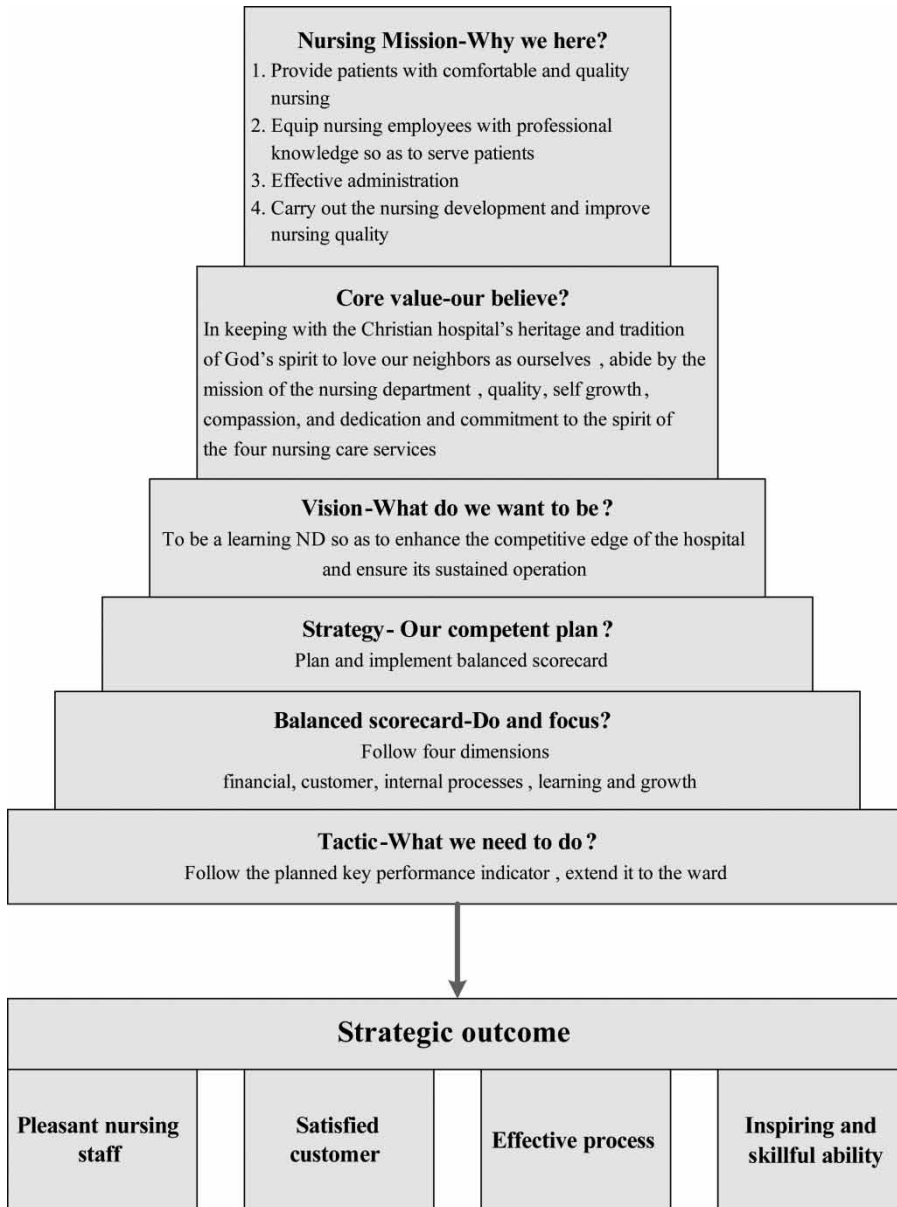 Nursing Mission-Why we here?
1. Provide patients with comfortable and quality
nursing
2. Equip nursing employees with professional
knowledge so as to serve patients
3. Effective administration
4. Carry out the nursing development and improve
nursing quality
Core value-our believe?
In keeping with the Christian hospital's heritage and tradition
of God's spirit to love our neighbors as ourselves , abide by the
mission of the nursing department , quality, self growth,
compassion, and dedication and commitment to the spirit of
the four nursing care services
Vision-What do we want to be?
To be a learning ND so as to enhance the competitive edge of the hospital
and ensure its sustained operation
Strategy- Our competent plan?
Plan and implement balanced scorecard
Balanced scorecard-Do and focus?
Follow four dimensions
financial, customer, internal processes , learning and growth
Tactic-What we need to do?
Follow the planned key performance indicator , extend it to the ward
Strategic outcome
Pleasant nursing
staff
Satisfied
customer
Effective process
Inspiring and
skillful ability